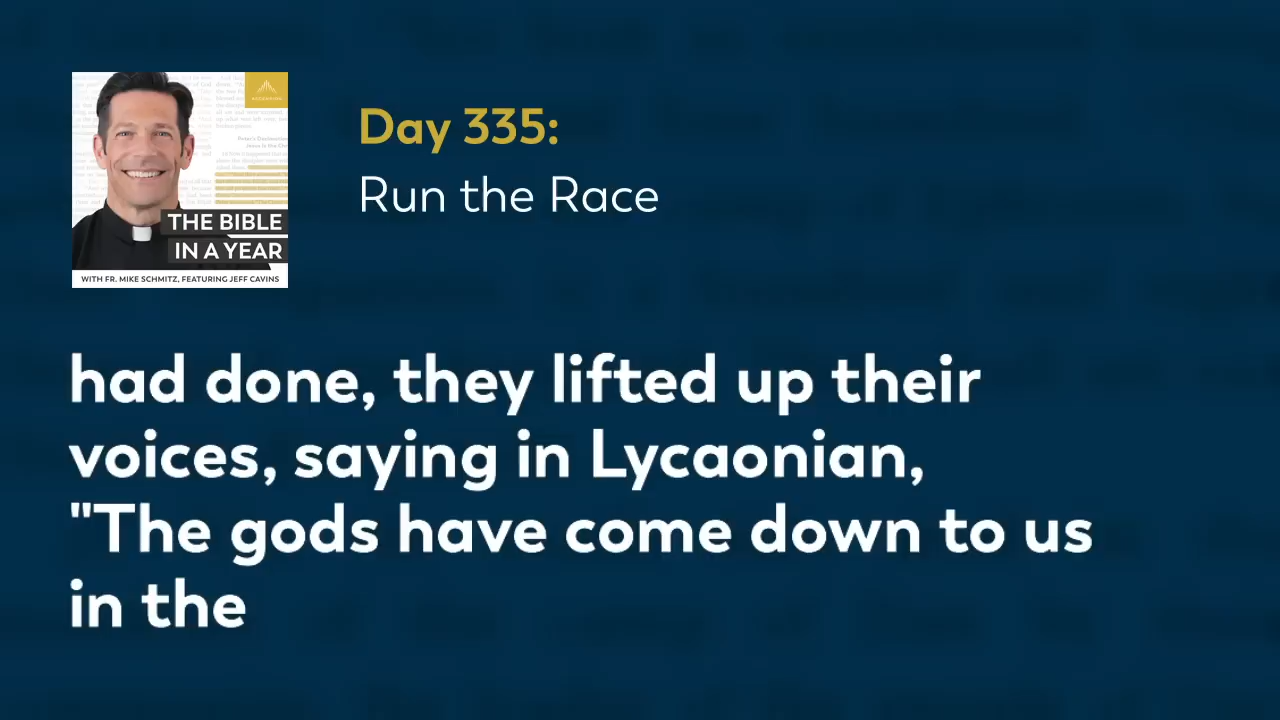 Day 335:
Run the Race
THE BIBLE
IN A YEAR
WITH FR. MIKE SCHMITZ, FEATURING JEFF CAVINS
had done, they lifted up their
voices, saying in Lycaonian,
"The gods have come down to us
in the